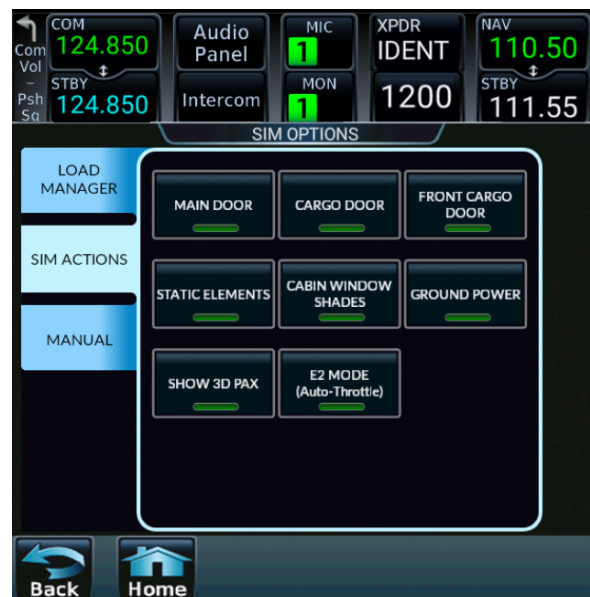 COM
124.850
STBY
124.850
Com
Vol
–
Psh
Sq
Audio
Panel
Intercom
MIC
1
MON
1
XPDR
IDENT
1200
NAV
110.50
STBY
111.55
SIM OPTIONS
LOAD
MANAGER
SIM ACTIONS
MANUAL
MAIN DOOR
CARGO DOOR
FRONT CARGO
DOOR
STATIC ELEMENTS
CABIN WINDOW
SHADES
GROUND POWER
SHOW 3D PAX
E2 MODE
(Auto-Throttle)
Back
Home